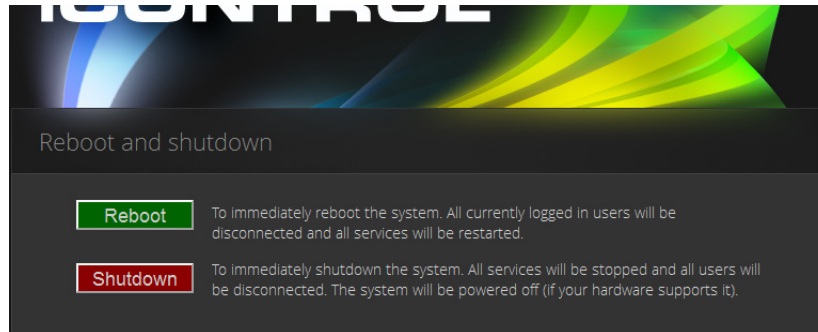 ICONTROL
Reboot and shutdown
Reboot
To immediately reboot the system. All currently logged in users will be
disconnected and all services will be restarted.
Shutdown
To immediately shutdown the system. All services will be stopped and all users will
be disconnected. The system will be powered off (if your hardware supports it).